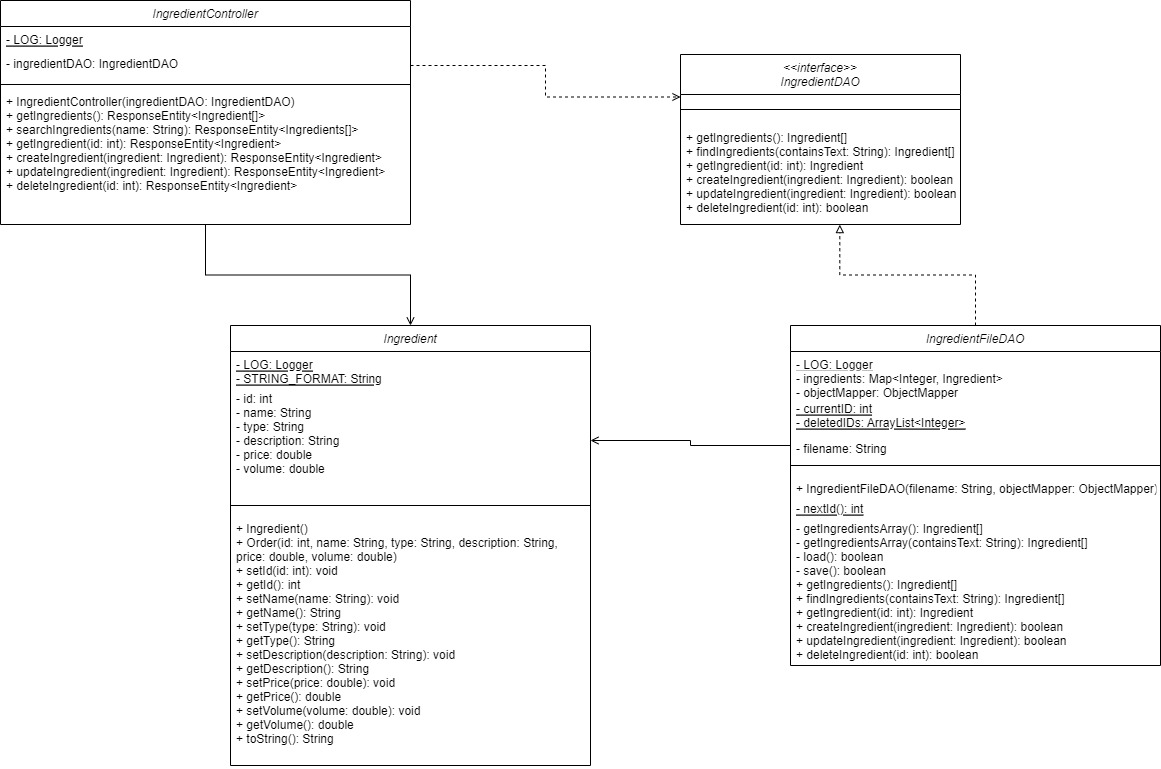 IngredientController
- LOG: Logger
- ingredientDAO: IngredientDAO
+ IngredientController(ingredientDAO: IngredientDAO)
+ getIngredients(): ResponseEntity<Ingredient[]>
+ searchIngredients(name: String): ResponseEntity<Ingredients[]>
+ getIngredient(id: int): ResponseEntity<Ingredient>
+ createIngredient(ingredient: Ingredient): ResponseEntity<Ingredient>
+ updateIngredient(ingredient: Ingredient): ResponseEntity<Ingredient>
+ deleteIngredient(id: int): ResponseEntity<Ingredient>
<<interface>>
IngredientDAO
+ getIngredients(): Ingredient[]
+ findIngredients(containsText: String): Ingredient[]
+ getIngredient(id: int): Ingredient
+ createIngredient(ingredient: Ingredient): boolean
+ updateIngredient(ingredient: Ingredient): boolean
+ deleteIngredient(id: int): boolean
Ingredient
- LOG: Logger
- STRING_FORMAT: String
- id: int
- name: String
- type: String
- description: String
- price: double
- volume: double
+ Ingredient()
+ Order(id: int, name: String, type: String, description: String,
price: double, volume: double)
+ setId(id: int): void
+ getId(): int
+ setName(name: String): void
+ getName(): String
+ setType(type: String): void
+ getType(): String
+ setDescription(description: String): void
+ getDescription(): String
+ setPrice(price: double): void
+ getPrice(): double
+ setVolume(volume: double): void
+ getVolume(): double
+ toString(): String
IngredientFileDAO
- LOG: Logger
- ingredients: Map<Integer, Ingredient>
- objectMapper: ObjectMapper
- currentID: int
- deletedIDs: ArrayList<Integer>
- filename: String
+ IngredientFileDAO(filename: String, objectMapper: ObjectMapper)
- nextId(): int
- getIngredientsArray(): Ingredient[]
- getIngredientsArray(containsText: String): Ingredient[]
- load(): boolean
- save(): boolean
+ getIngredients(): Ingredient[]
+ findIngredients(containsText: String): Ingredient[]
+ getIngredient(id: int): Ingredient
+ createIngredient(ingredient: Ingredient): boolean
+ updateIngredient(ingredient: Ingredient): boolean
+ deleteIngredient(id: int): boolean